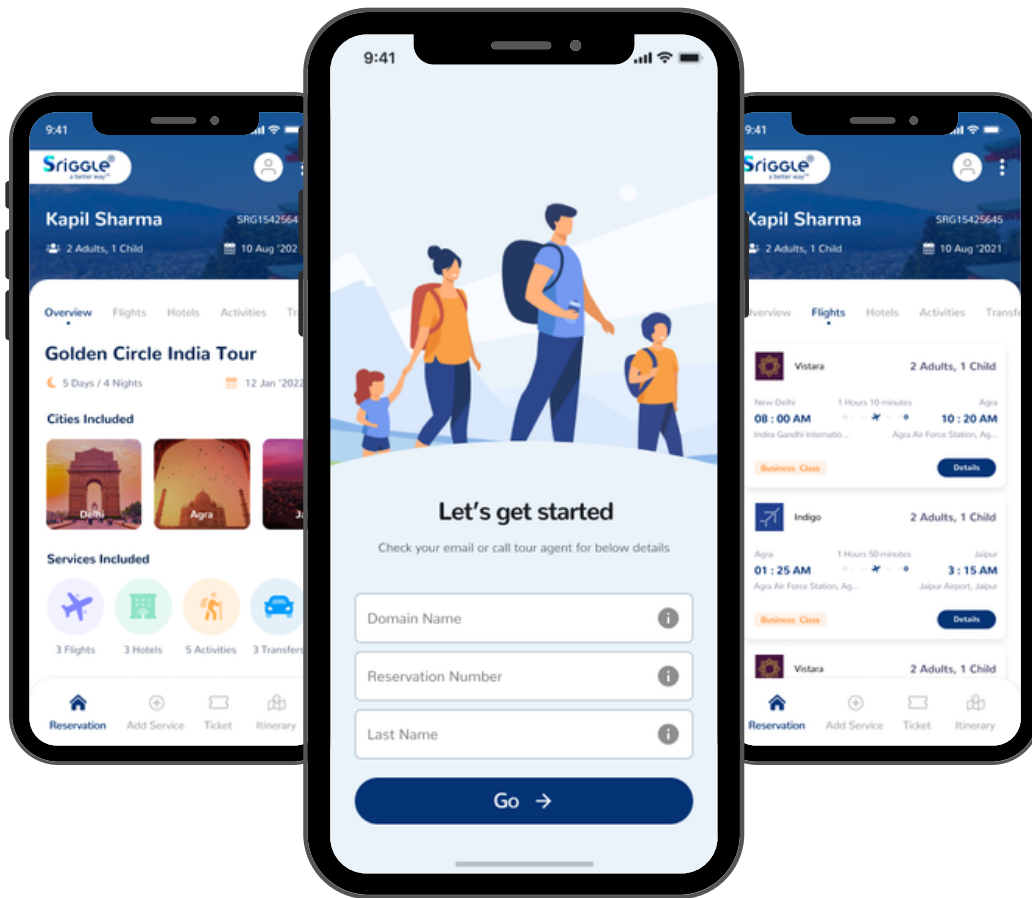 9:41
Sriggle®
a better way™
Kapil Sharma
SRG1542564
2 Adults, 1 Child
10 Aug '202
Overview Flights Hotels Activities Tr
Golden Circle India Tour
5 Days / 4 Nights
12 Jan '2022
Cities Included
Delhi
Agra
Ja
Services Included
3 Flights
3 Hotels
5 Activities
3 Transfers
Reservation
Add Service
Ticket
Itinerary
9:41
Let's get started
Check your email or call tour agent for below details
Domain Name
Reservation Number
Last Name
Go →
9:41
Sriggle®
a better way™
Kapil Sharma
SRG15425645
2 Adults, 1 Child
10 Aug '2021
Overview Flights Hotels Activities Transfe
Vistara
2 Adults, 1 Child
New Delhi 1 Hours 10 minutes Agra
08 : 00 AM 10 : 20 AM
Indira Gandhi Internatio... Agra Air Force Station, Ag...
Business Class
Details
Indigo
2 Adults, 1 Child
Agra 1 Hours 50 minutes Jaipur
01 : 25 AM 3 : 15 AM
Agra Air Force Station, Ag... Jaipur Airport, Jaipur
Business Class
Details
Vistara
2 Adults, 1 Child
Reservation
Add Service
Ticket
Itinerary